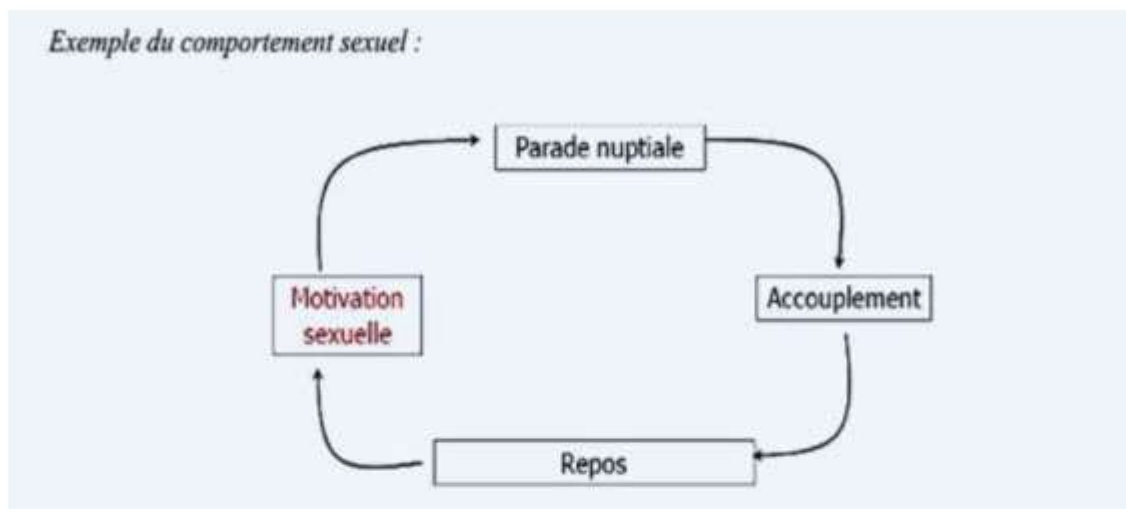 Exemple du comportement sexuel :
Parade nuptiale
Motivation
sexuelle
Accouplement
Repos